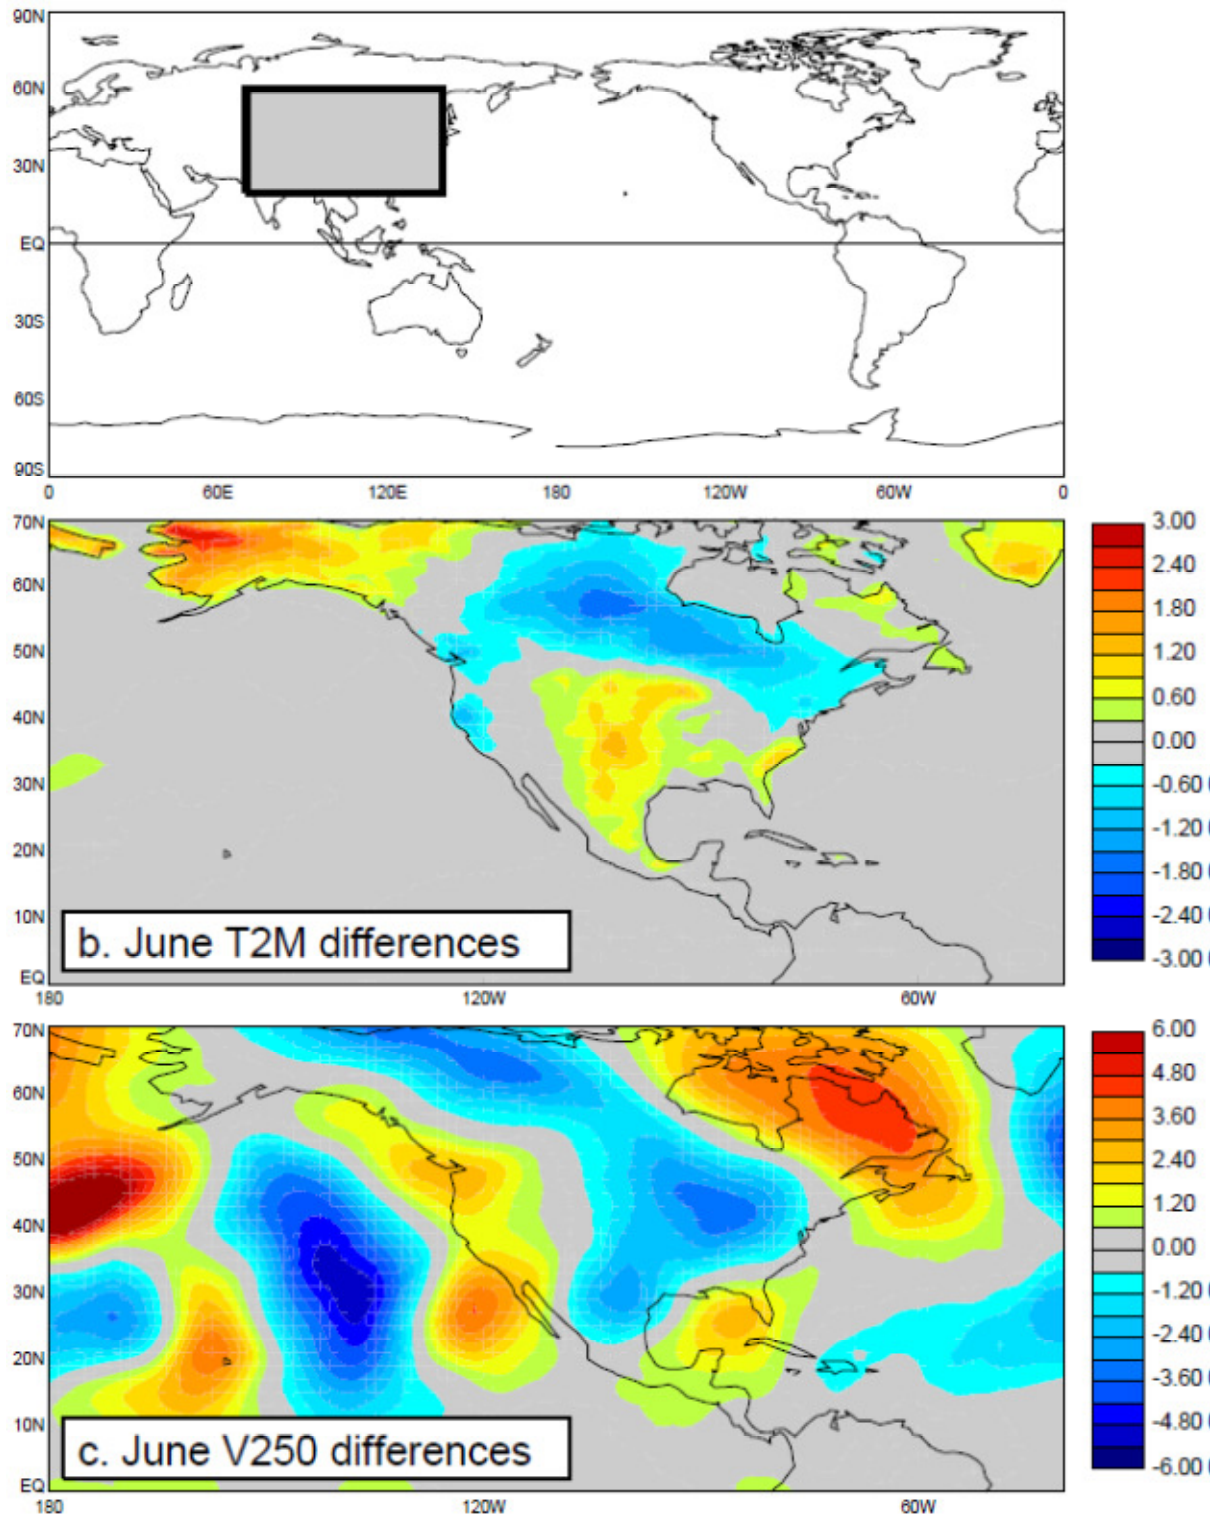 90N
60N
30N
EQ
30S
60S
90S
0 60E 120E 180 120W 60W 0
70N
60N
50N
40N
30N
20N
10N
EQ
b. June T2M differences
180 120W 60W
3.00
2.40
1.80
1.20
0.60
0.00
-0.60
-1.20
-1.80
-2.40
-3.00
70N
60N
50N
40N
30N
20N
10N
EQ
c. June V250 differences
180 120W 60W
6.00
4.80
3.60
2.40
1.20
0.00
-1.20
-2.40
-3.60
-4.80
-6.00